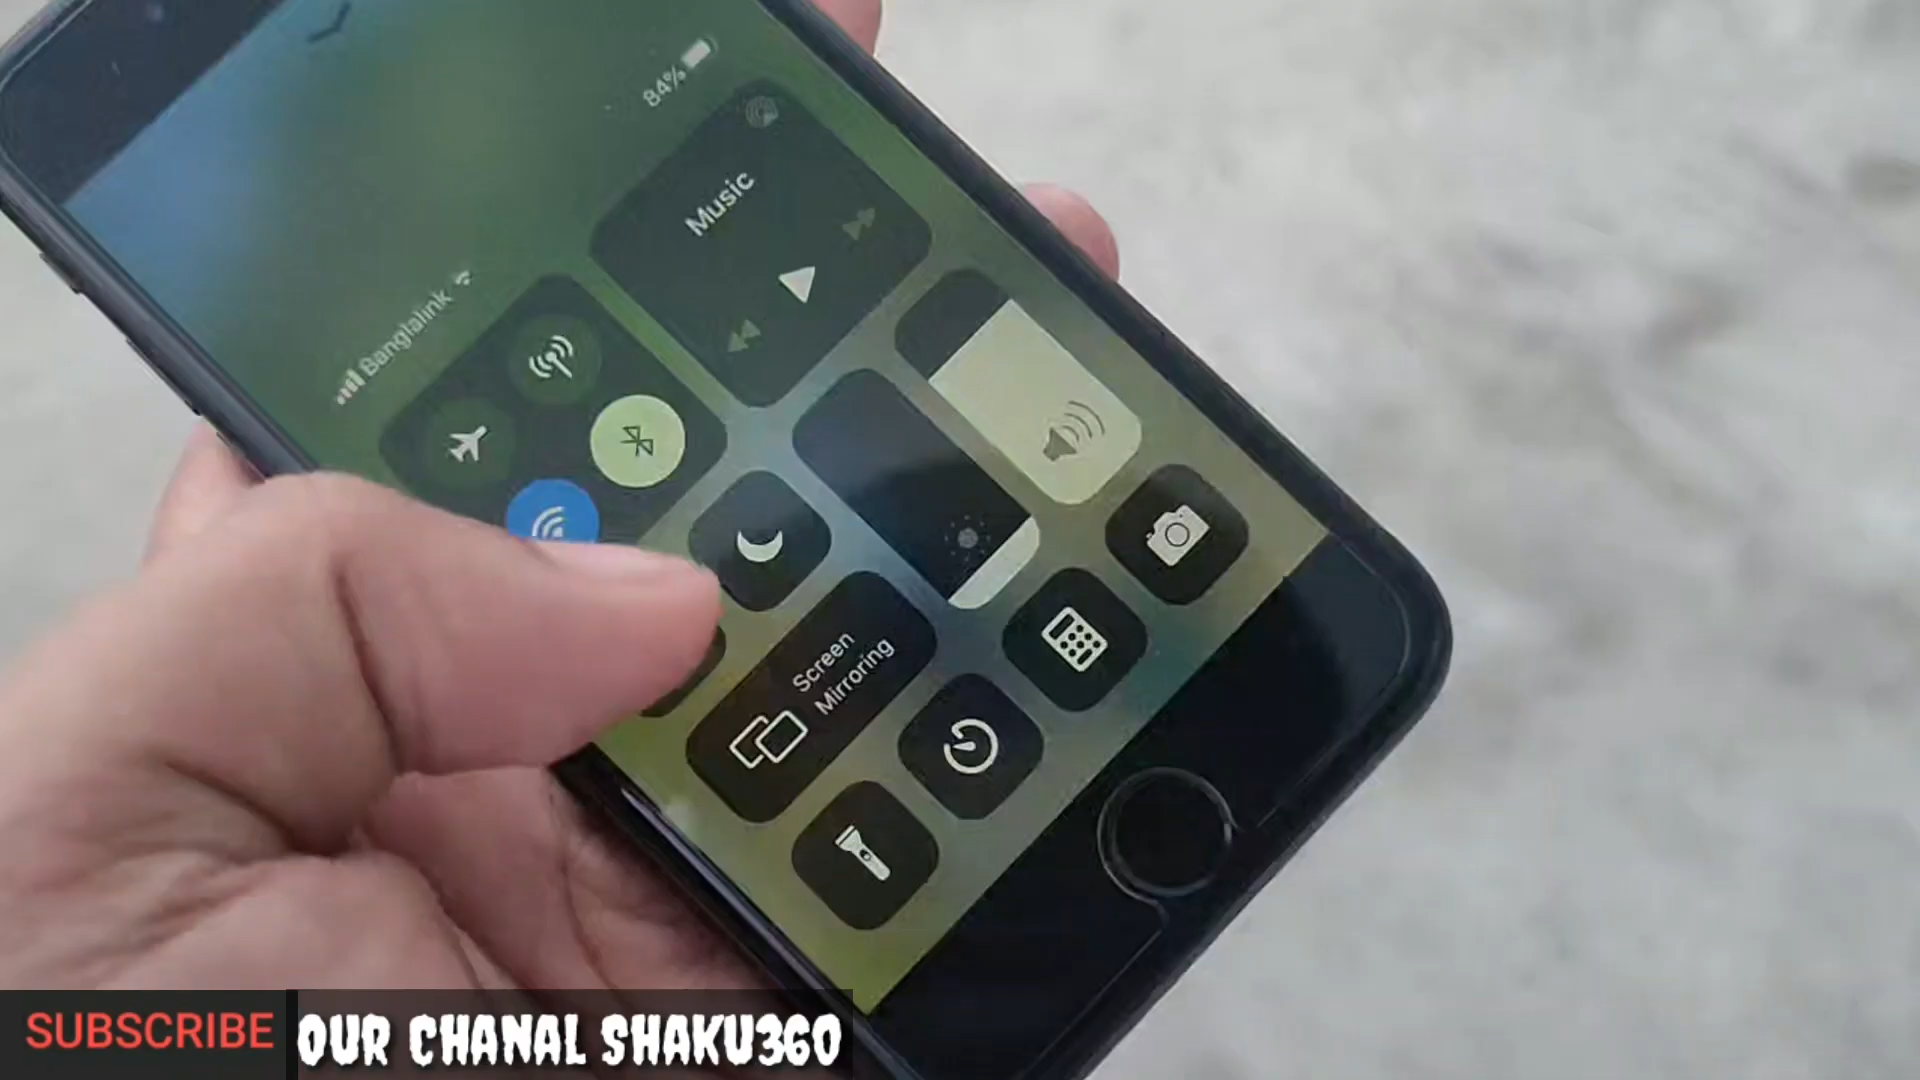 84%
Banglalink
Music
Screen
Mirroring
SUBSCRIBE
OUR CHANAL SHAKU360